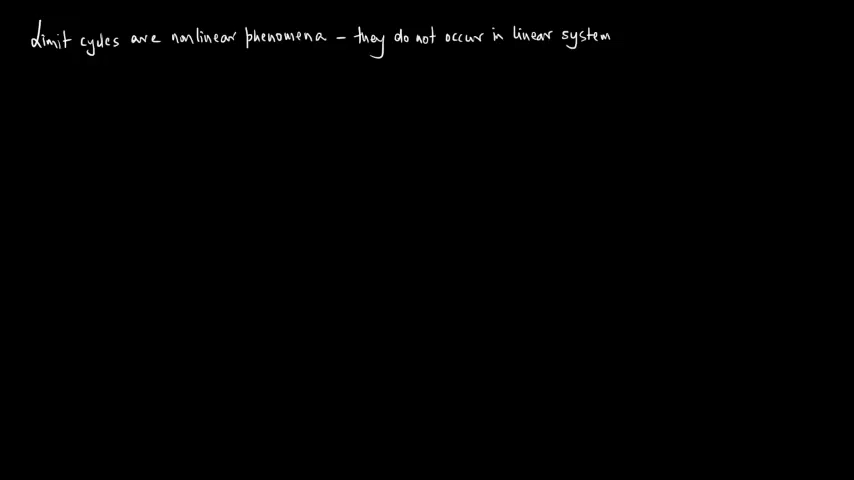 Limit cycles are nonlinear phenomena - they do not occur in linear system